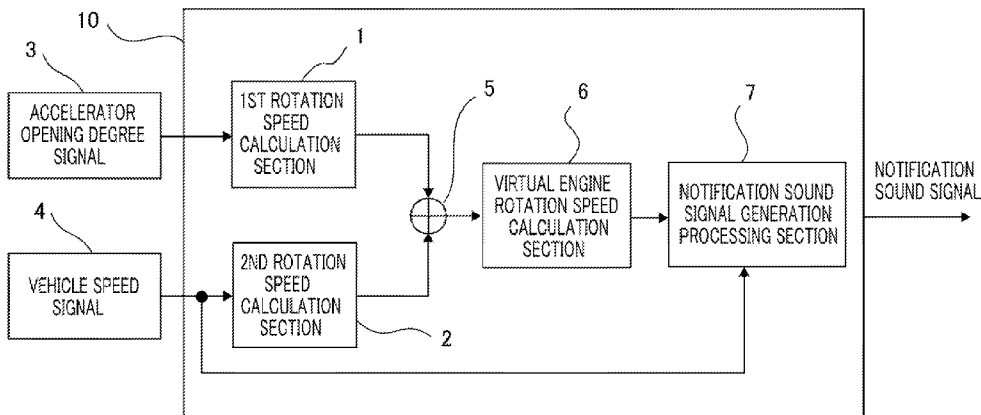 10
3
ACCELERATOR
OPENING DEGREE
SIGNAL
1
1ST ROTATION
SPEED
CALCULATION
SECTION
5
6
VIRTUAL ENGINE
ROTATION SPEED
CALCULATION
SECTION
7
NOTIFICATION SOUND
SIGNAL GENERATION
PROCESSING SECTION
NOTIFICATION
SOUND SIGNAL
4
VEHICLE SPEED
SIGNAL
2ND ROTATION
SPEED
CALCULATION
SECTION
2